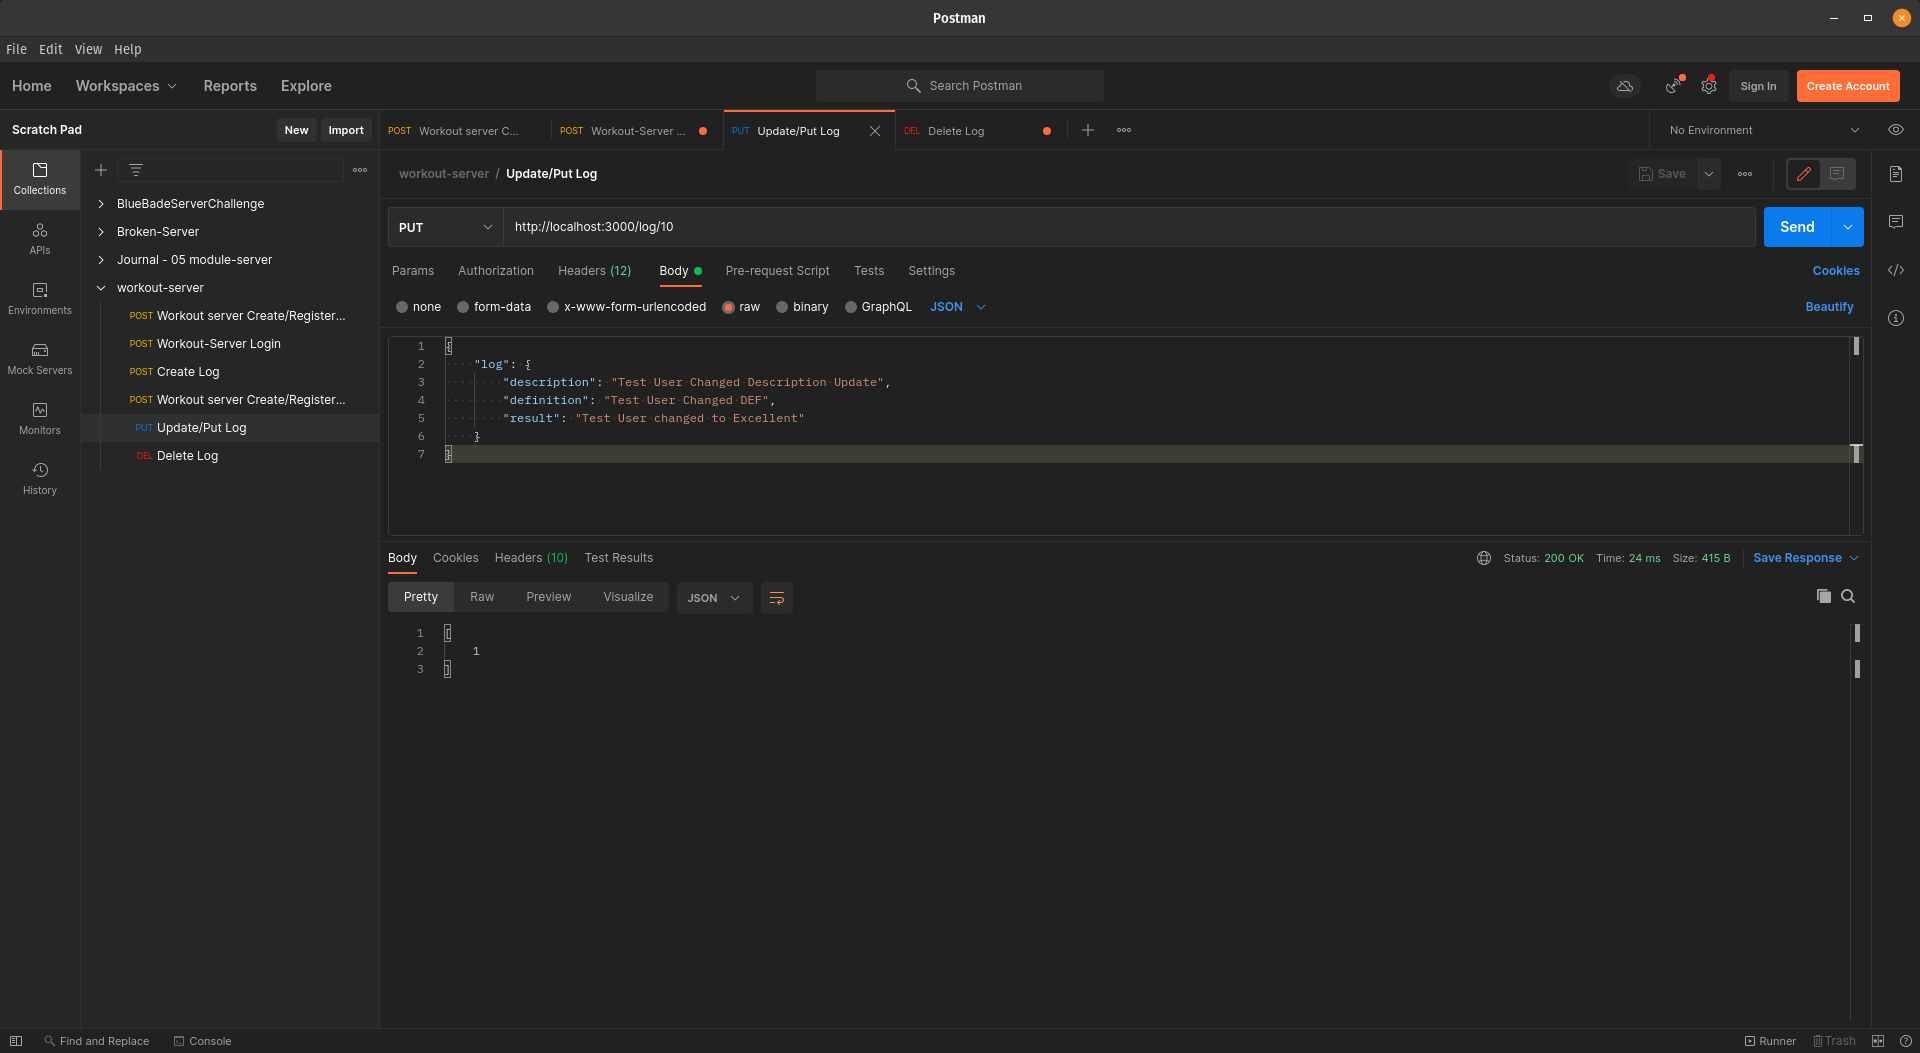 Postman
File Edit View Help
Home Workspaces Reports Explore
Search Postman
Sign In
Create Account
Scratch Pad
New
Import
POST Workout server C...
POST Workout-Server ...
PUT Update/Put Log
DEL Delete Log
No Environment
Collections
APIs
Environments
Mock Servers
Monitors
History
BlueBadeServerChallenge
Broken-Server
Journal - 05 module-server
workout-server
POST Workout server Create/Register...
POST Workout-Server Login
POST Create Log
POST Workout server Create/Register...
PUT Update/Put Log
DEL Delete Log
workout-server / Update/Put Log
Save
PUT
http://localhost:3000/log/10
Send
Params Authorization Headers (12) Body Pre-request Script Tests Settings
Cookies
none form-data x-www-form-urlencoded raw binary GraphQL JSON
Beautify
1 {
2 "log": {
3 "description": "Test User Changed Description Update",
4 "definition": "Test User Changed DEF",
5 "result": "Test User changed to Excellent"
6 }
7 }
Body Cookies Headers (10) Test Results
Status: 200 OK Time: 24 ms Size: 415 B
Save Response
Pretty Raw Preview Visualize
JSON
1 [
2 1
3 ]
Find and Replace
Console
Runner
Trash